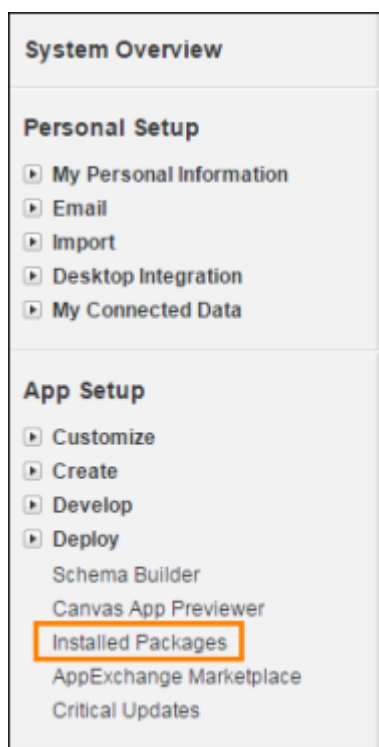 System Overview
Personal Setup
My Personal Information
Email
Import
Desktop Integration
My Connected Data
App Setup
Customize
Create
Develop
Deploy
Schema Builder
Canvas App Previewer
Installed Packages
AppExchange Marketplace
Critical Updates